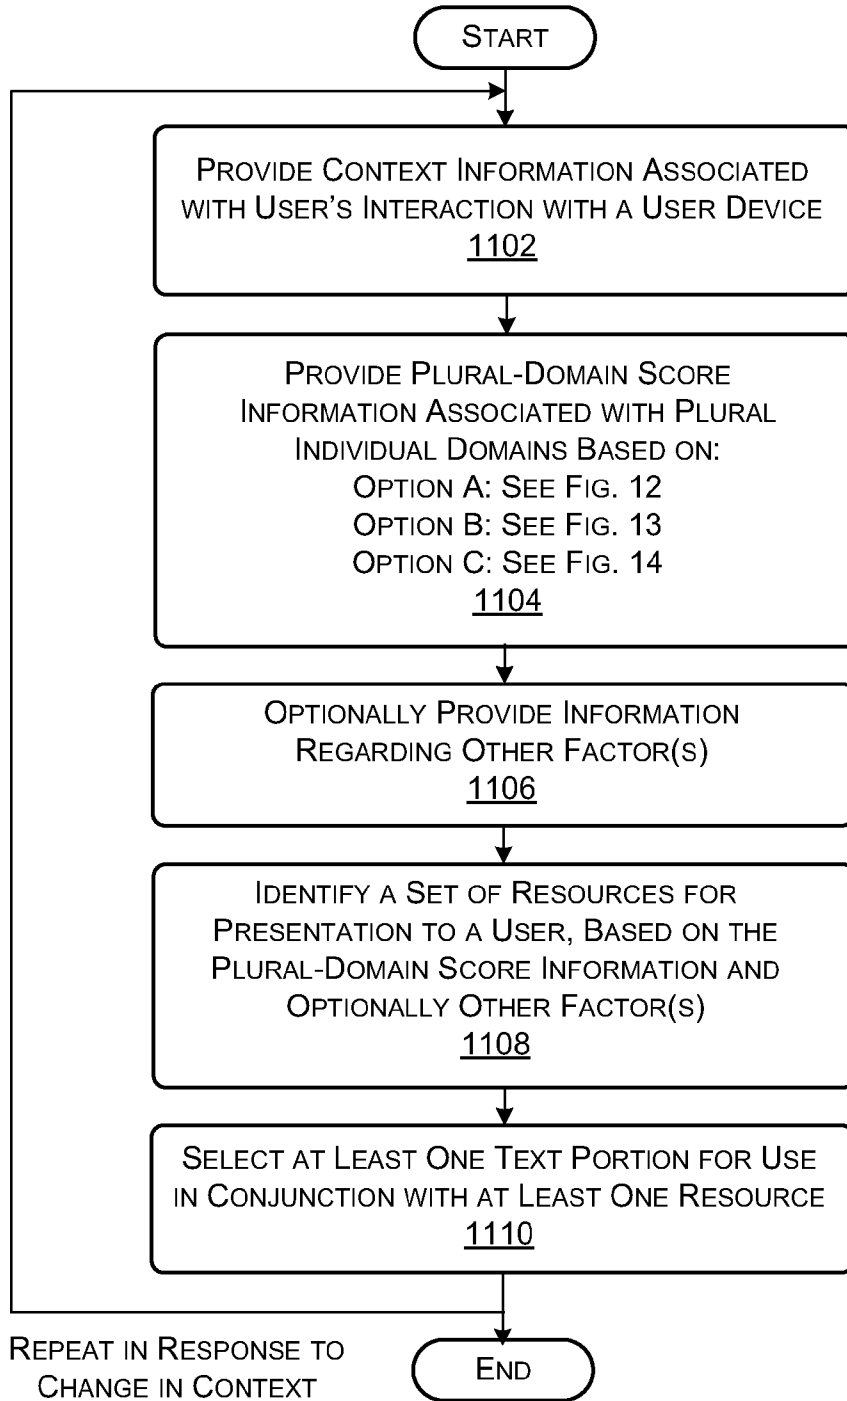 START
PROVIDE CONTEXT INFORMATION ASSOCIATED
WITH USER'S INTERACTION WITH A USER DEVICE
1102
PROVIDE PLURAL-DOMAIN SCORE
INFORMATION ASSOCIATED WITH PLURAL
INDIVIDUAL DOMAINS BASED ON:
OPTION A: SEE FIG. 12
OPTION B: SEE FIG. 13
OPTION C: SEE FIG. 14
1104
OPTIONALLY PROVIDE INFORMATION
REGARDING OTHER FACTOR(S)
1106
IDENTIFY A SET OF RESOURCES FOR
PRESENTATION TO A USER, BASED ON THE
PLURAL-DOMAIN SCORE INFORMATION AND
OPTIONALLY OTHER FACTOR(S)
1108
SELECT AT LEAST ONE TEXT PORTION FOR USE
IN CONJUNCTION WITH AT LEAST ONE RESOURCE
1110
REPEAT IN RESPONSE TO
CHANGE IN CONTEXT
END